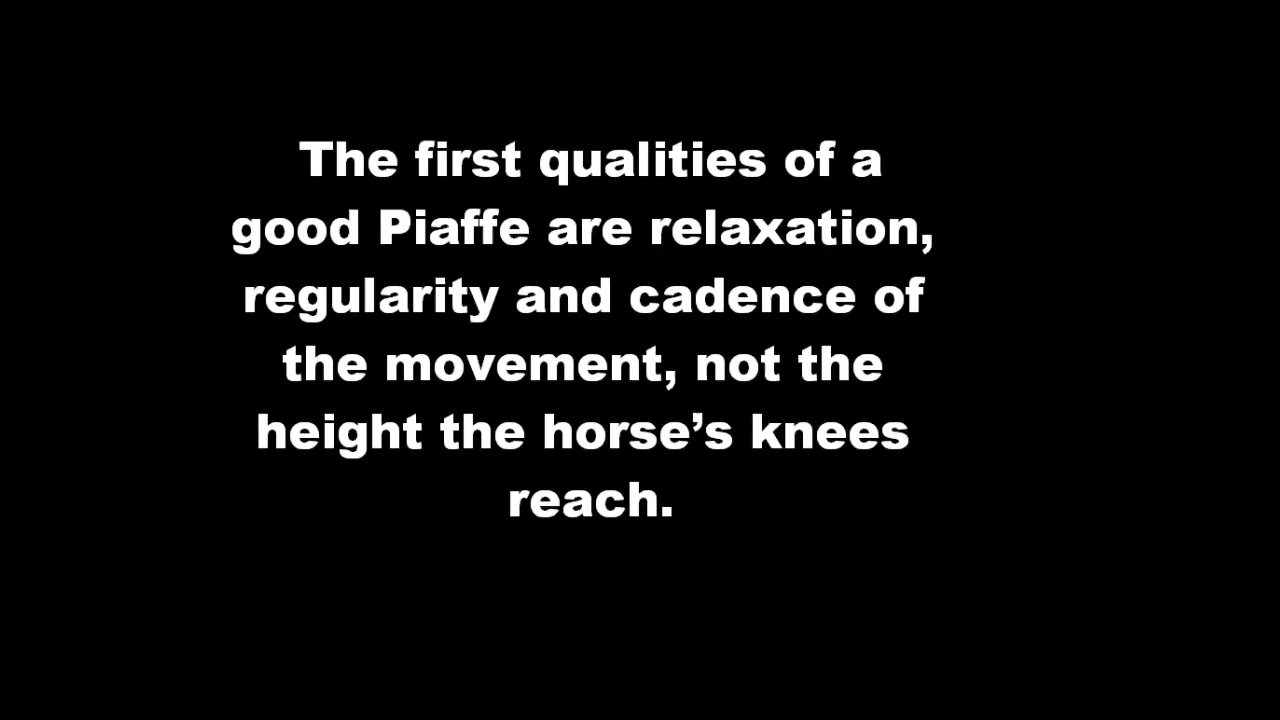 The first qualities of a
good Piaffe are relaxation,
regularity and cadence of
the movement, not the
height the horse’s knees
reach.